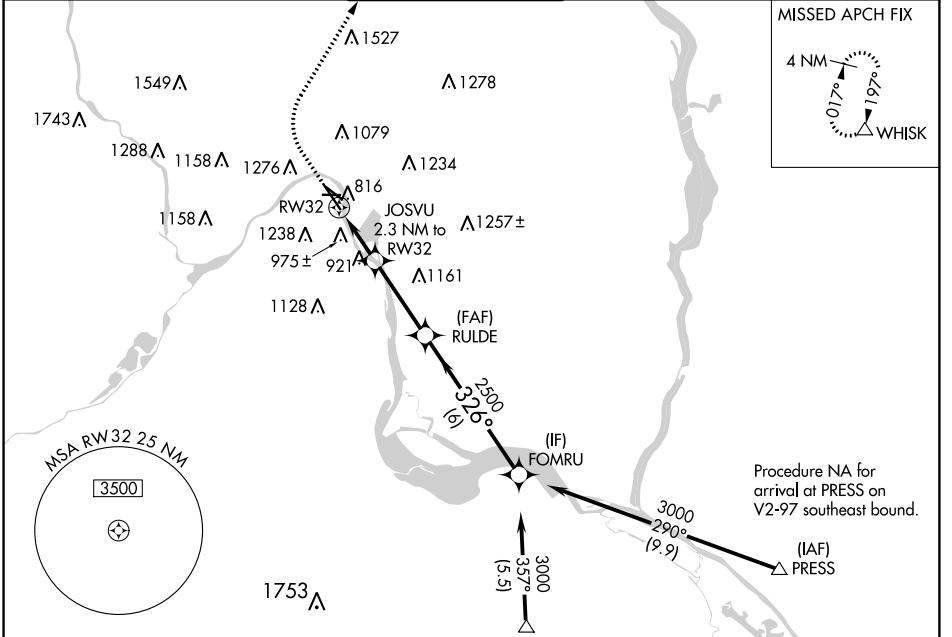 MISSED APCH FIX
4 NM
017°
197°
WHISK
1527
1549
1278
1743
1079
1288
1158
1276
1234
816
RW32
JOSVU
2.3 NM to
RW32
1158
1257±
1238
975±
921
1161
1128
(FAF)
RULDE
2500
326°
(6)
(IF)
FOMRU
MSA RW32 25 NM
3500
Procedure NA for
arrival at PRESS on
V2-97 southeast bound.
3000
290°
(9.9)
(IAF)
PRESS
3000
357°
(5.5)
1753